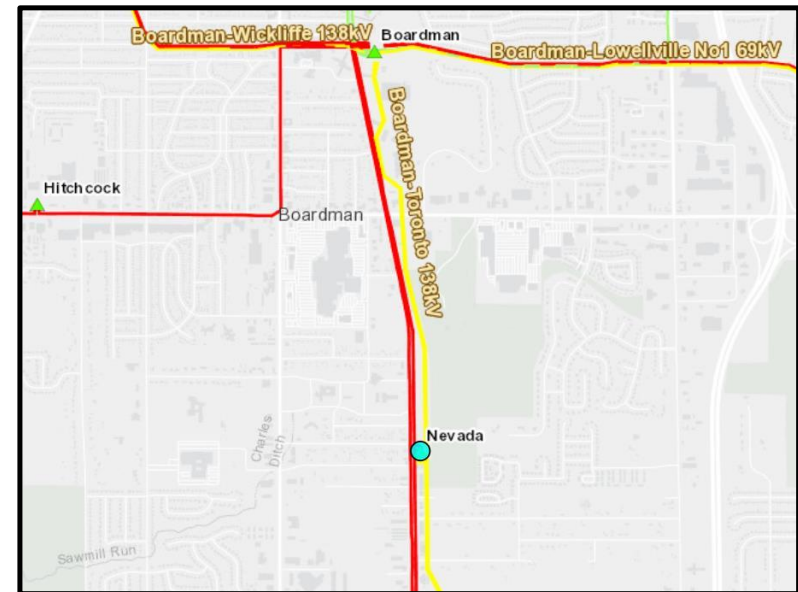 Boardman-Wickliffe 138kV
Boardman
Boardman-Lowellville No1 69kV
Boardman-Toronto 138kV
Hitchcock
Boardman
Nevada
Charles
Ditch
Sawmill Run